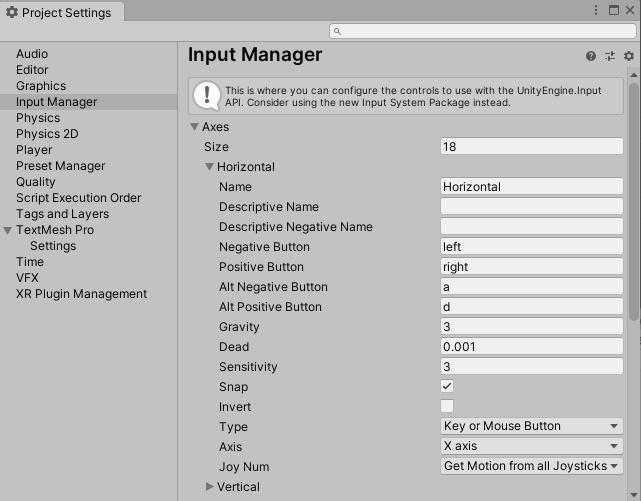 Project Settings
Audio
Editor
Graphics
Input Manager
Physics
Physics 2D
Player
Preset Manager
Quality
Script Execution Order
Tags and Layers
TextMesh Pro
Settings
Time
VFX
XR Plugin Management
Input Manager
This is where you can configure the controls to use with the UnityEngine.Input
API. Consider using the new Input System Package instead.
Axes
Size 18
Horizontal
Name Horizontal
Descriptive Name
Descriptive Negative Name
Negative Button left
Positive Button right
Alt Negative Button a
Alt Positive Button d
Gravity 3
Dead 0.001
Sensitivity 3
Snap
Invert
Type Key or Mouse Button
Axis X axis
Joy Num Get Motion from all Joysticks
Vertical